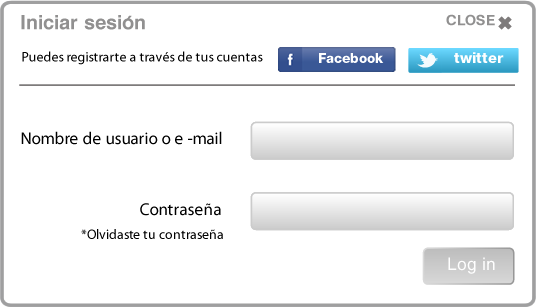 Iniciar sesión
CLOSE ✖
Puedes registrarte a través de tus cuentas
f Facebook
twitter
Nombre de usuario o e -mail
Contraseña
*Olvidaste tu contraseña
Log in